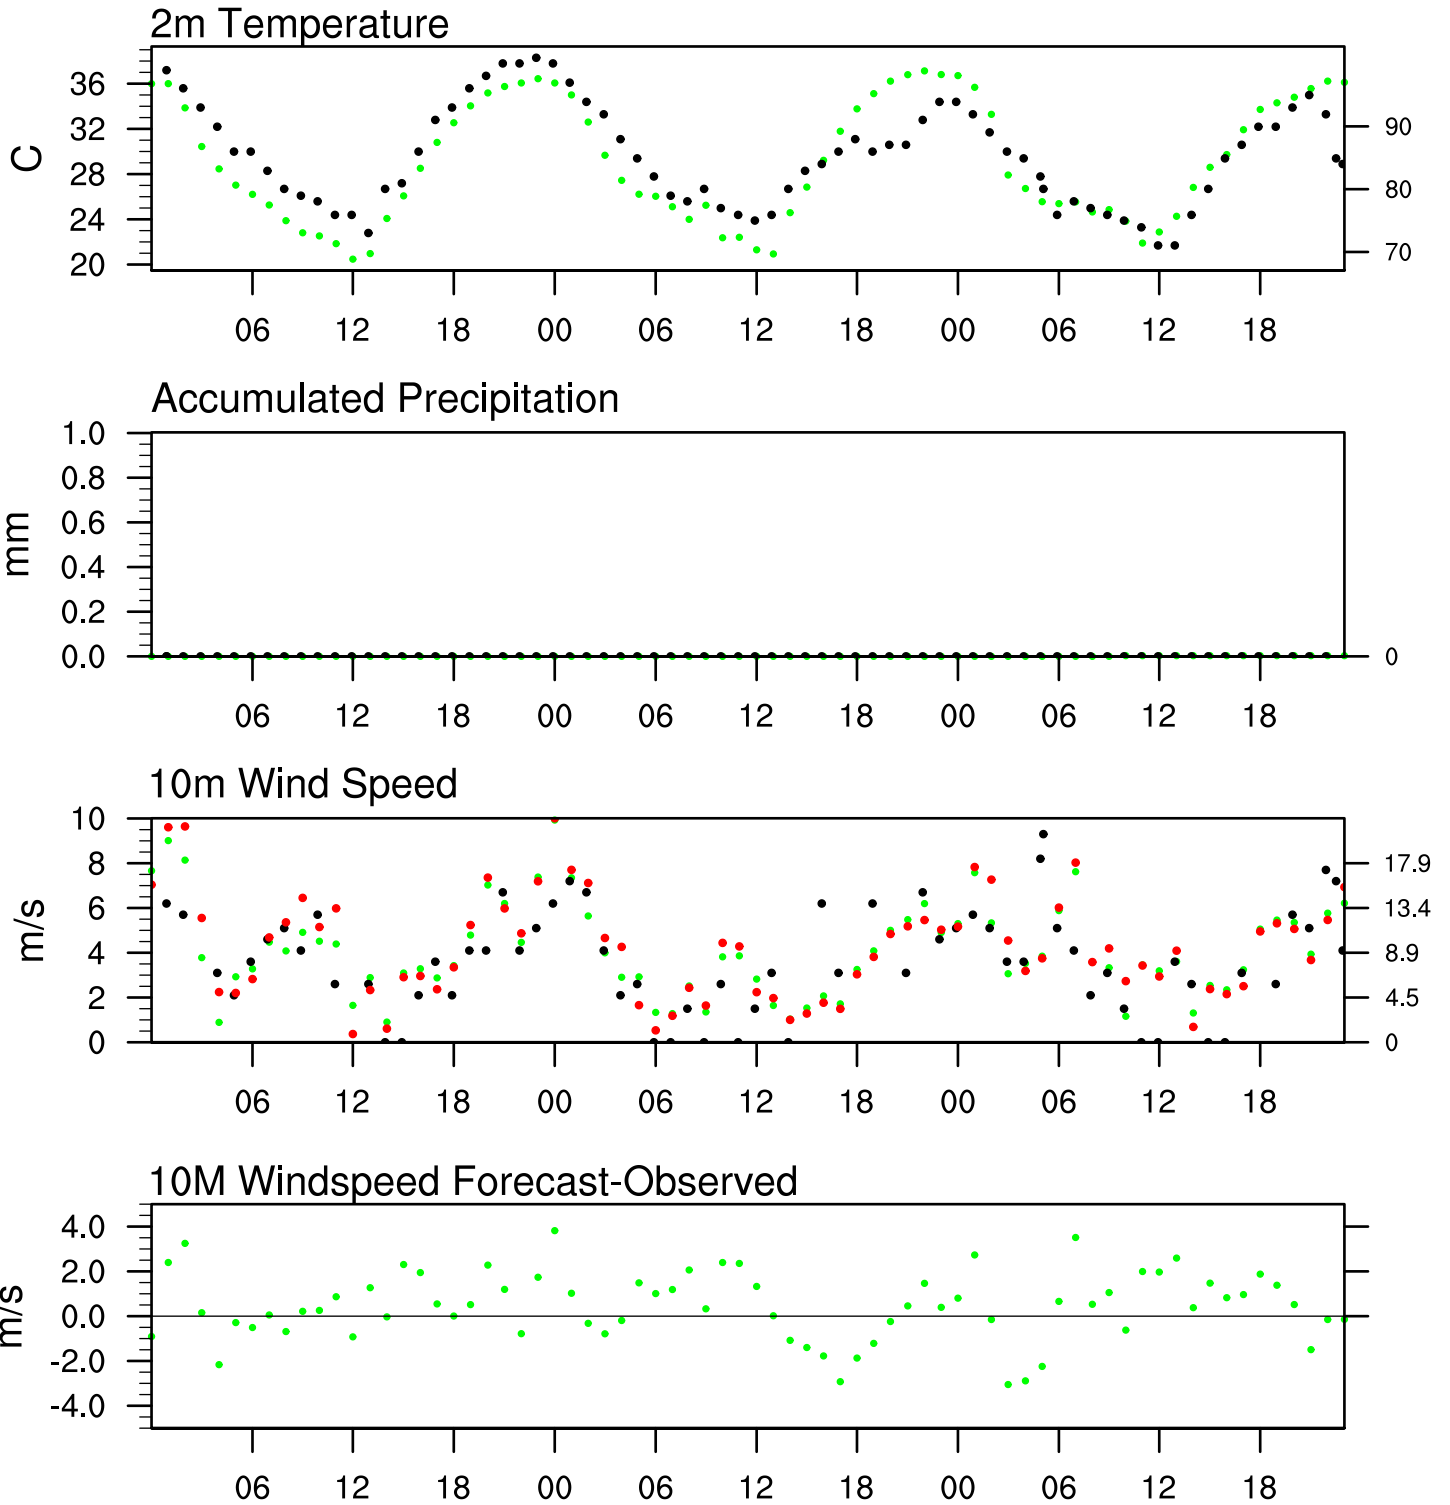 2m Temperature
C
36
32
28
24
20
90
80
70
06 12 18 00 06 12 18 00 06 12 18
Accumulated Precipitation
mm
1.0
0.8
0.6
0.4
0.2
0.0
0
06 12 18 00 06 12 18 00 06 12 18
10m Wind Speed
m/s
10
8
6
4
2
0
17.9
13.4
8.9
4.5
0
06 12 18 00 06 12 18 00 06 12 18
10M Windspeed Forecast-Observed
m/s
4.0
2.0
0.0
-2.0
-4.0
06 12 18 00 06 12 18 00 06 12 18